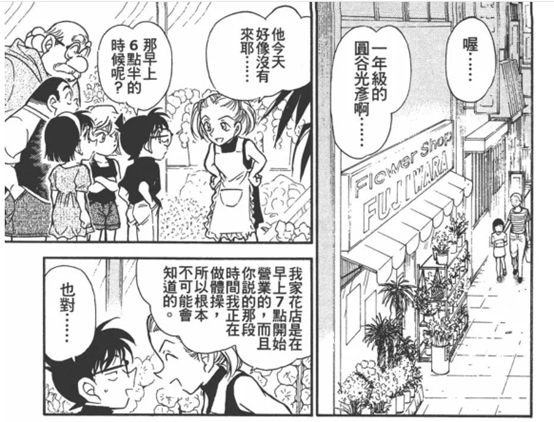 喔……
一年級的
圓谷光彥啊……
Flower Shop
FUJIWARA
他今天
好像沒有
來耶……
那早上
6點半的
時候呢？
我家花店是在
早上7點開始
營業的，而且
你說的那段
時間我正在
做體操，
所以根本
不可能會
知道的。
也對……